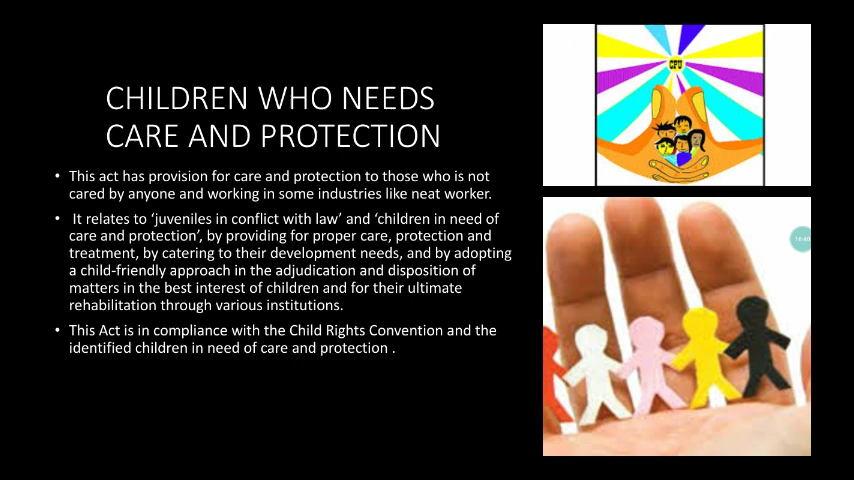 CHILDREN WHO NEEDS
CARE AND PROTECTION
• This act has provision for care and protection to those who is not
cared by anyone and working in some industries like neat worker.
• It relates to ‘juveniles in conflict with law’ and ‘children in need of
care and protection’, by providing for proper care, protection and
treatment, by catering to their development needs, and by adopting
a child-friendly approach in the adjudication and disposition of
matters in the best interest of children and for their ultimate
rehabilitation through various institutions.
• This Act is in compliance with the Child Rights Convention and the
identified children in need of care and protection .
CPU